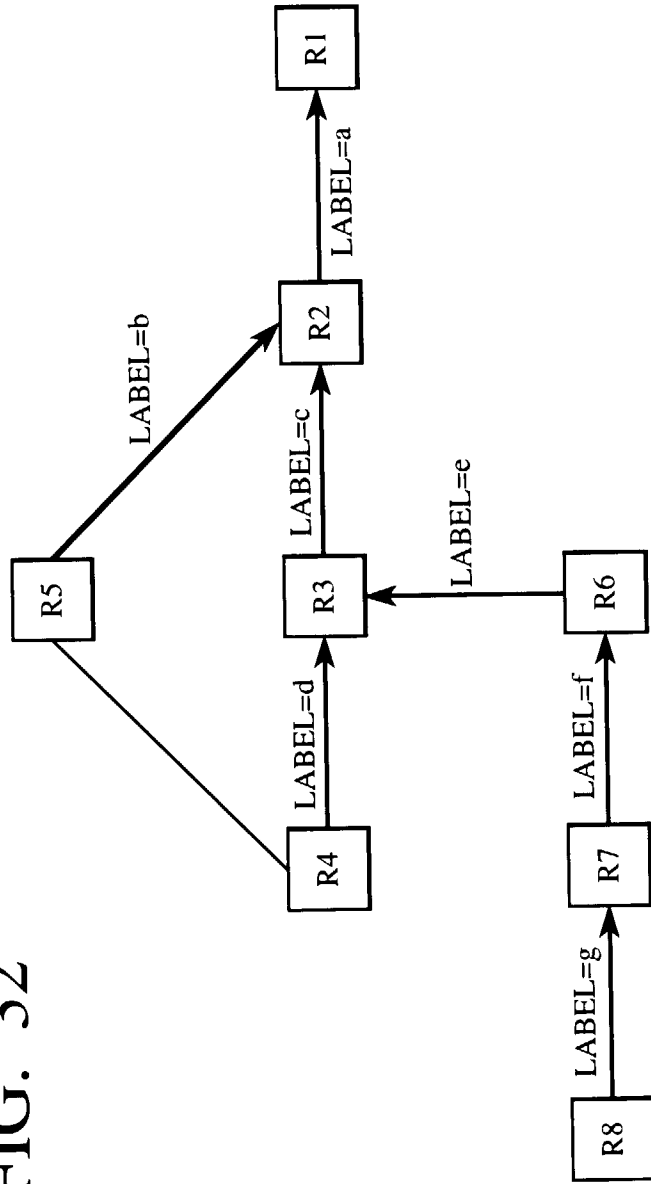 FIG. 32
R5
LABEL=b
LABEL=d
LABEL=c
R4
R3
R2
R1
LABEL=a
LABEL=e
LABEL=g
LABEL=f
R8
R7
R6